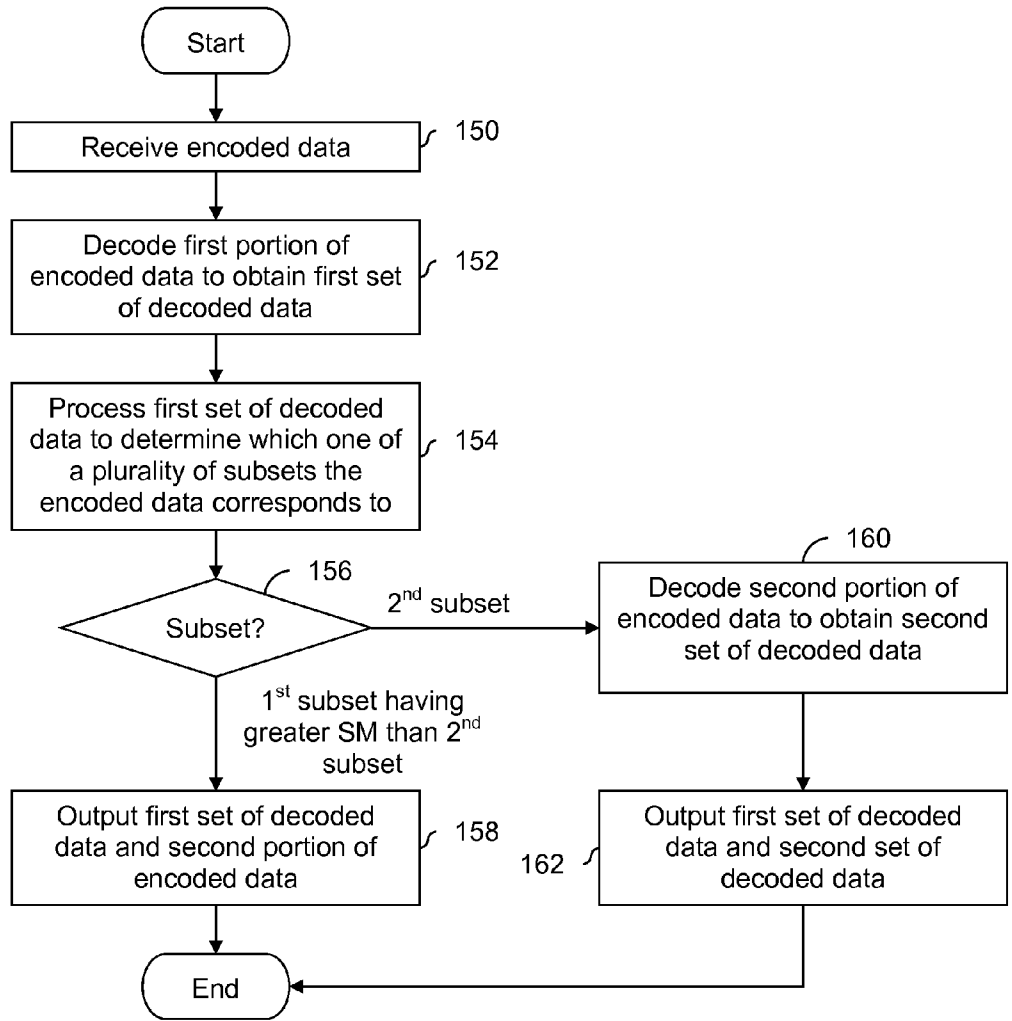 Start
150
Receive encoded data
Decode first portion of
encoded data to obtain first set
of decoded data
152
Process first set of decoded
data to determine which one of
a plurality of subsets the
encoded data corresponds to
154
156
Subset?
2nd subset
160
Decode second portion of
encoded data to obtain second
set of decoded data
1st subset having
greater SM than 2nd
subset
Output first set of decoded
data and second portion of
encoded data
158
Output first set of decoded
data and second set of
decoded data
162
End